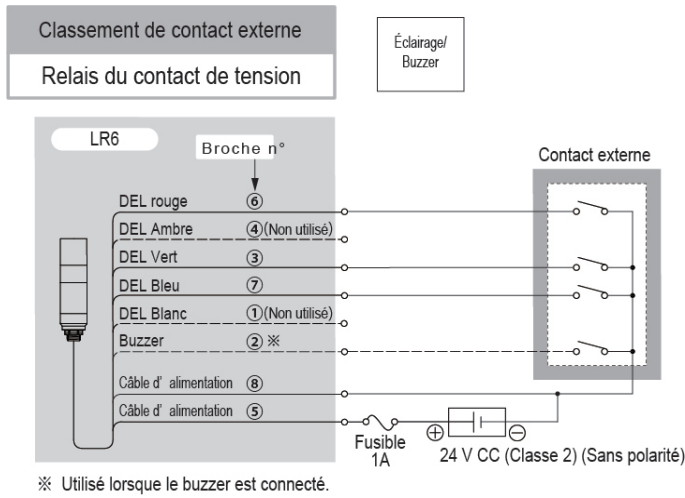 Classement de contact externe
Relais du contact de tension
Éclairage/
Buzzer
LR6
Broche n°
Contact externe
DEL rouge ⑥
DEL Ambre ④(Non utilisé)
DEL Vert ③
DEL Bleu ⑦
DEL Blanc ①(Non utilisé)
Buzzer ② ※
Câble d' alimentation ⑧
Câble d' alimentation ⑤
Fusible
1A
⊕ ⊖
24 V CC (Classe 2) (Sans polarité)
※ Utilisé lorsque le buzzer est connecté.